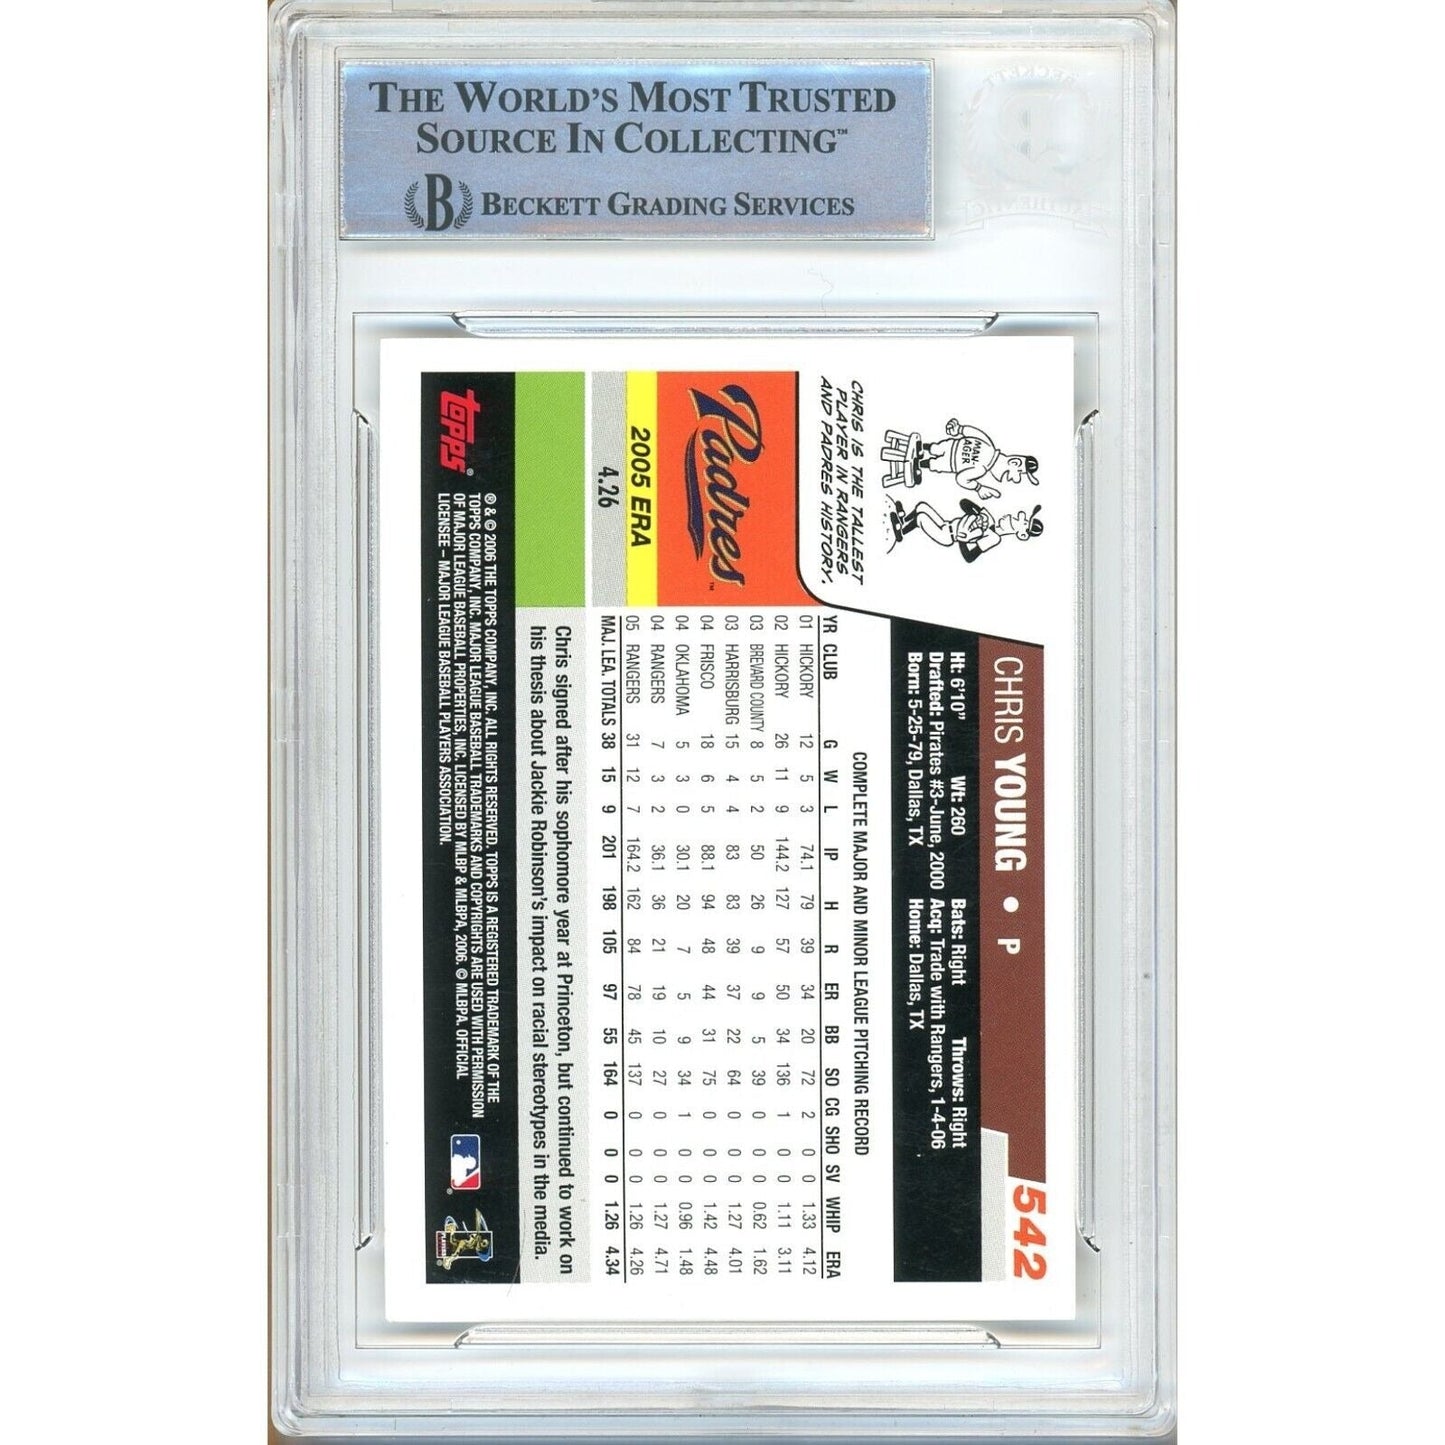 THE WORLD'S MOST TRUSTED
SOURCE IN COLLECTING™
B BECKETT GRADING SERVICES
MAN-
AGER
CHRIS IS THE TALLEST
PLAYER IN RANGERS
AND PADRES HISTORY.
CHRIS YOUNG • P
542
Ht: 6'10" Wt: 260 Bats: Right Throws: Right
Drafted: Pirates #3-June, 2000 Acq: Trade with Rangers, 1-4-06
Born: 5-25-79, Dallas, TX Home: Dallas, TX
Padres™
2005 ERA
4.26
COMPLETE MAJOR AND MINOR LEAGUE PITCHING RECORD
YR CLUB G W L IP H R ER BB SO CG SHO SV WHIP ERA
01 HICKORY 12 5 3 74.1 79 39 34 20 72 2 0 0 1.33 4.12
02 HICKORY 26 11 9 144.2 127 57 50 34 136 1 0 0 1.11 3.11
03 BREVARD COUNTY 8 5 2 50 26 9 9 5 39 0 0 0 0.62 1.62
03 HARRISBURG 15 4 4 83 83 39 37 22 64 0 0 0 1.27 4.01
04 FRISCO 18 6 5 88.1 94 48 44 31 75 0 0 0 1.42 4.48
04 OKLAHOMA 5 3 0 30.1 20 7 5 9 34 1 0 0 0.96 1.48
04 RANGERS 7 3 2 36.1 36 21 19 10 27 0 0 0 1.27 4.71
05 RANGERS 31 12 7 164.2 162 84 78 45 137 0 0 0 1.26 4.26
MAJ. LEA. TOTALS 38 15 9 201 198 105 97 55 164 0 0 0 1.26 4.34
Chris signed after his sophomore year at Princeton, but continued to work on
his thesis about Jackie Robinson's impact on racial stereotypes in the media.
topps®
® & © 2006 THE TOPPS COMPANY, INC. ALL RIGHTS RESERVED. TOPPS IS A REGISTERED TRADEMARK OF THE
TOPPS COMPANY, INC. MAJOR LEAGUE BASEBALL TRADEMARKS AND COPYRIGHTS ARE USED WITH PERMISSION
OF MAJOR LEAGUE BASEBALL PROPERTIES, INC. LICENSED BY MLBP & MLBPA, 2006. © MLBPA. OFFICIAL
LICENSEE – MAJOR LEAGUE BASEBALL PLAYERS ASSOCIATION.